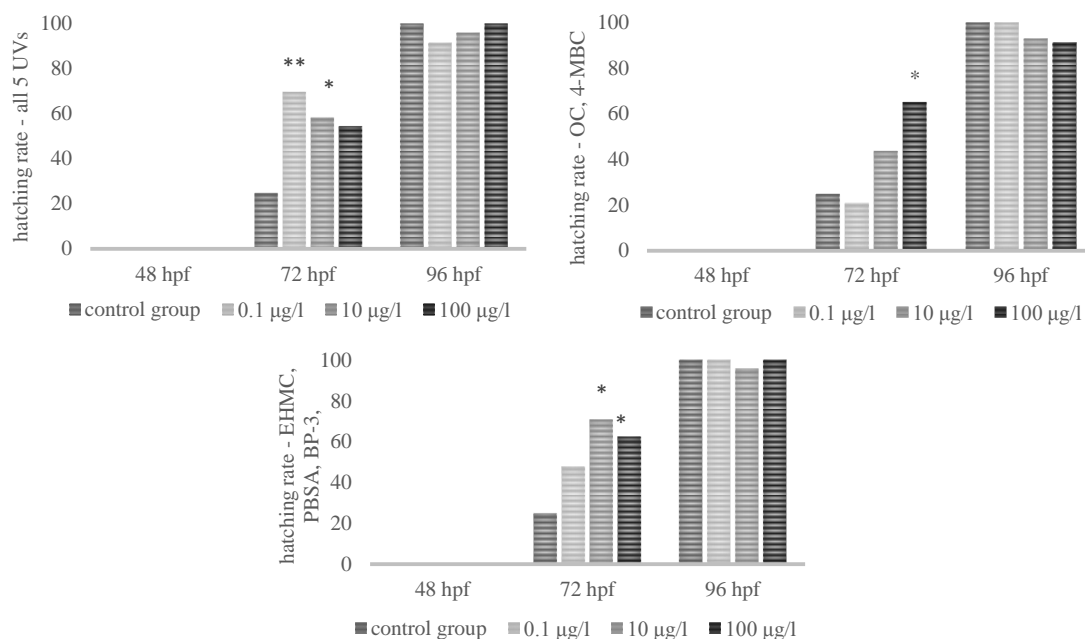 hatching rate - all 5 UVs
100
80
60
40
20
0
**
*
48 hpf 72 hpf 96 hpf
control group 0.1 µg/l 10 µg/l 100 µg/l
hatching rate - OC, 4-MBC
100
80
60
40
20
0
*
48 hpf 72 hpf 96 hpf
control group 0.1 µg/l 10 µg/l 100 µg/l
hatching rate - EHMC,
PBSA, BP-3,
100
80
60
40
20
0
*
*
48 hpf 72 hpf 96 hpf
control group 0.1 µg/l 10 µg/l 100 µg/l